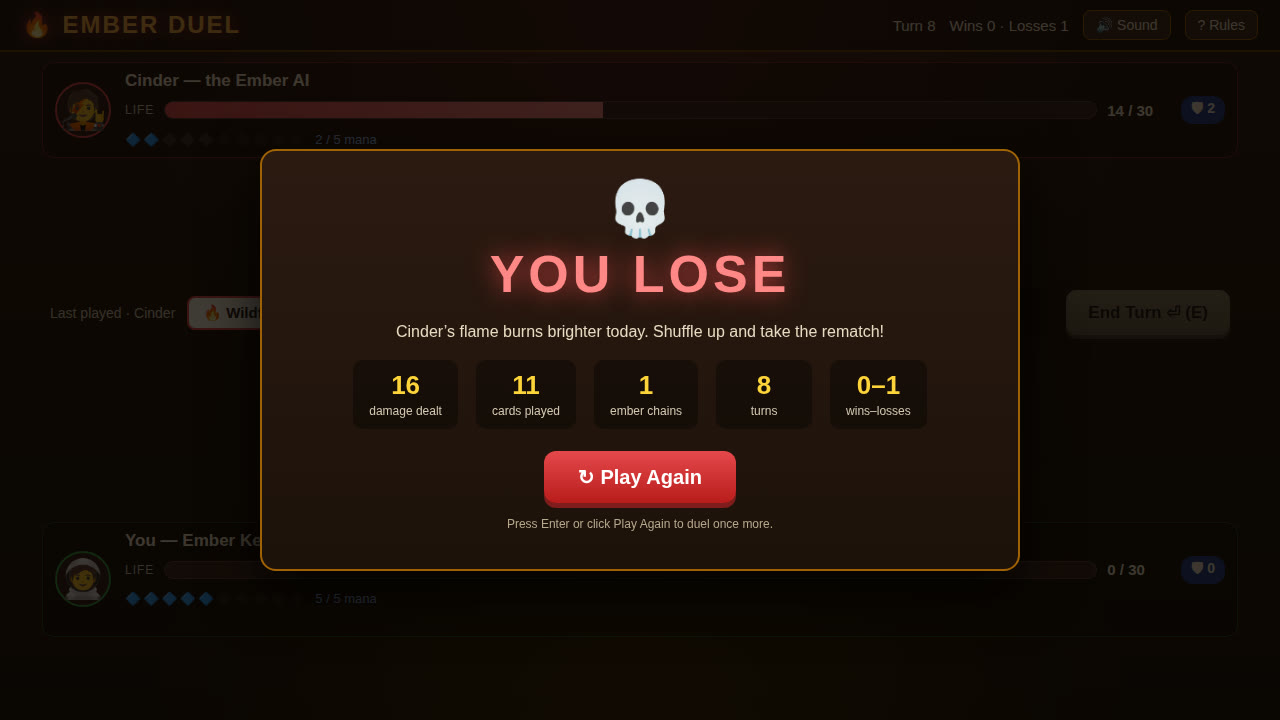 EMBER DUEL
Turn 8 Wins 0 · Losses 1 🔊 Sound ? Rules
Cinder — the Ember AI
LIFE 14 / 30 2
2 / 5 mana
YOU LOSE
Cinder’s flame burns brighter today. Shuffle up and take the rematch!
Last played · Cinder 🔥 Wild
End Turn ⏎ (E)
16 11 1 8 0–1
damage dealt cards played ember chains turns wins–losses
↻ Play Again
Press Enter or click Play Again to duel once more.
You — Ember Ke
LIFE 0 / 30 0
5 / 5 mana